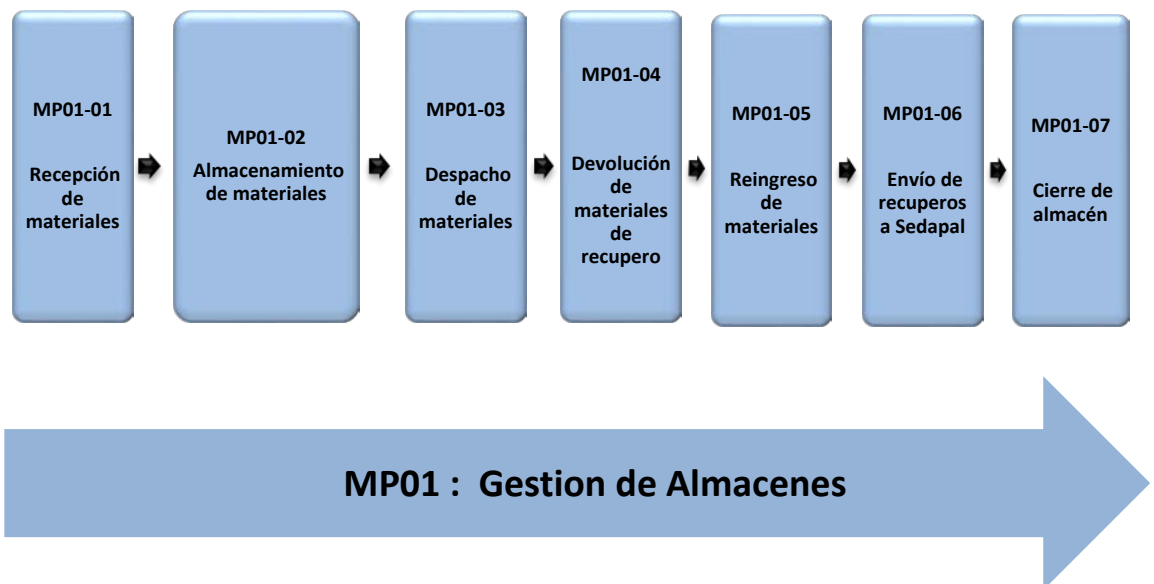 MP01-01
Recepción
de
materiales
MP01-02
Almacenamiento
de materiales
MP01-03
Despacho
de
materiales
MP01-04
Devolución
de
materiales
de
recupero
MP01-05
Reingreso
de
materiales
MP01-06
Envío de
recuperos
a Sedapal
MP01-07
Cierre de
almacén
MP01 : Gestion de Almacenes